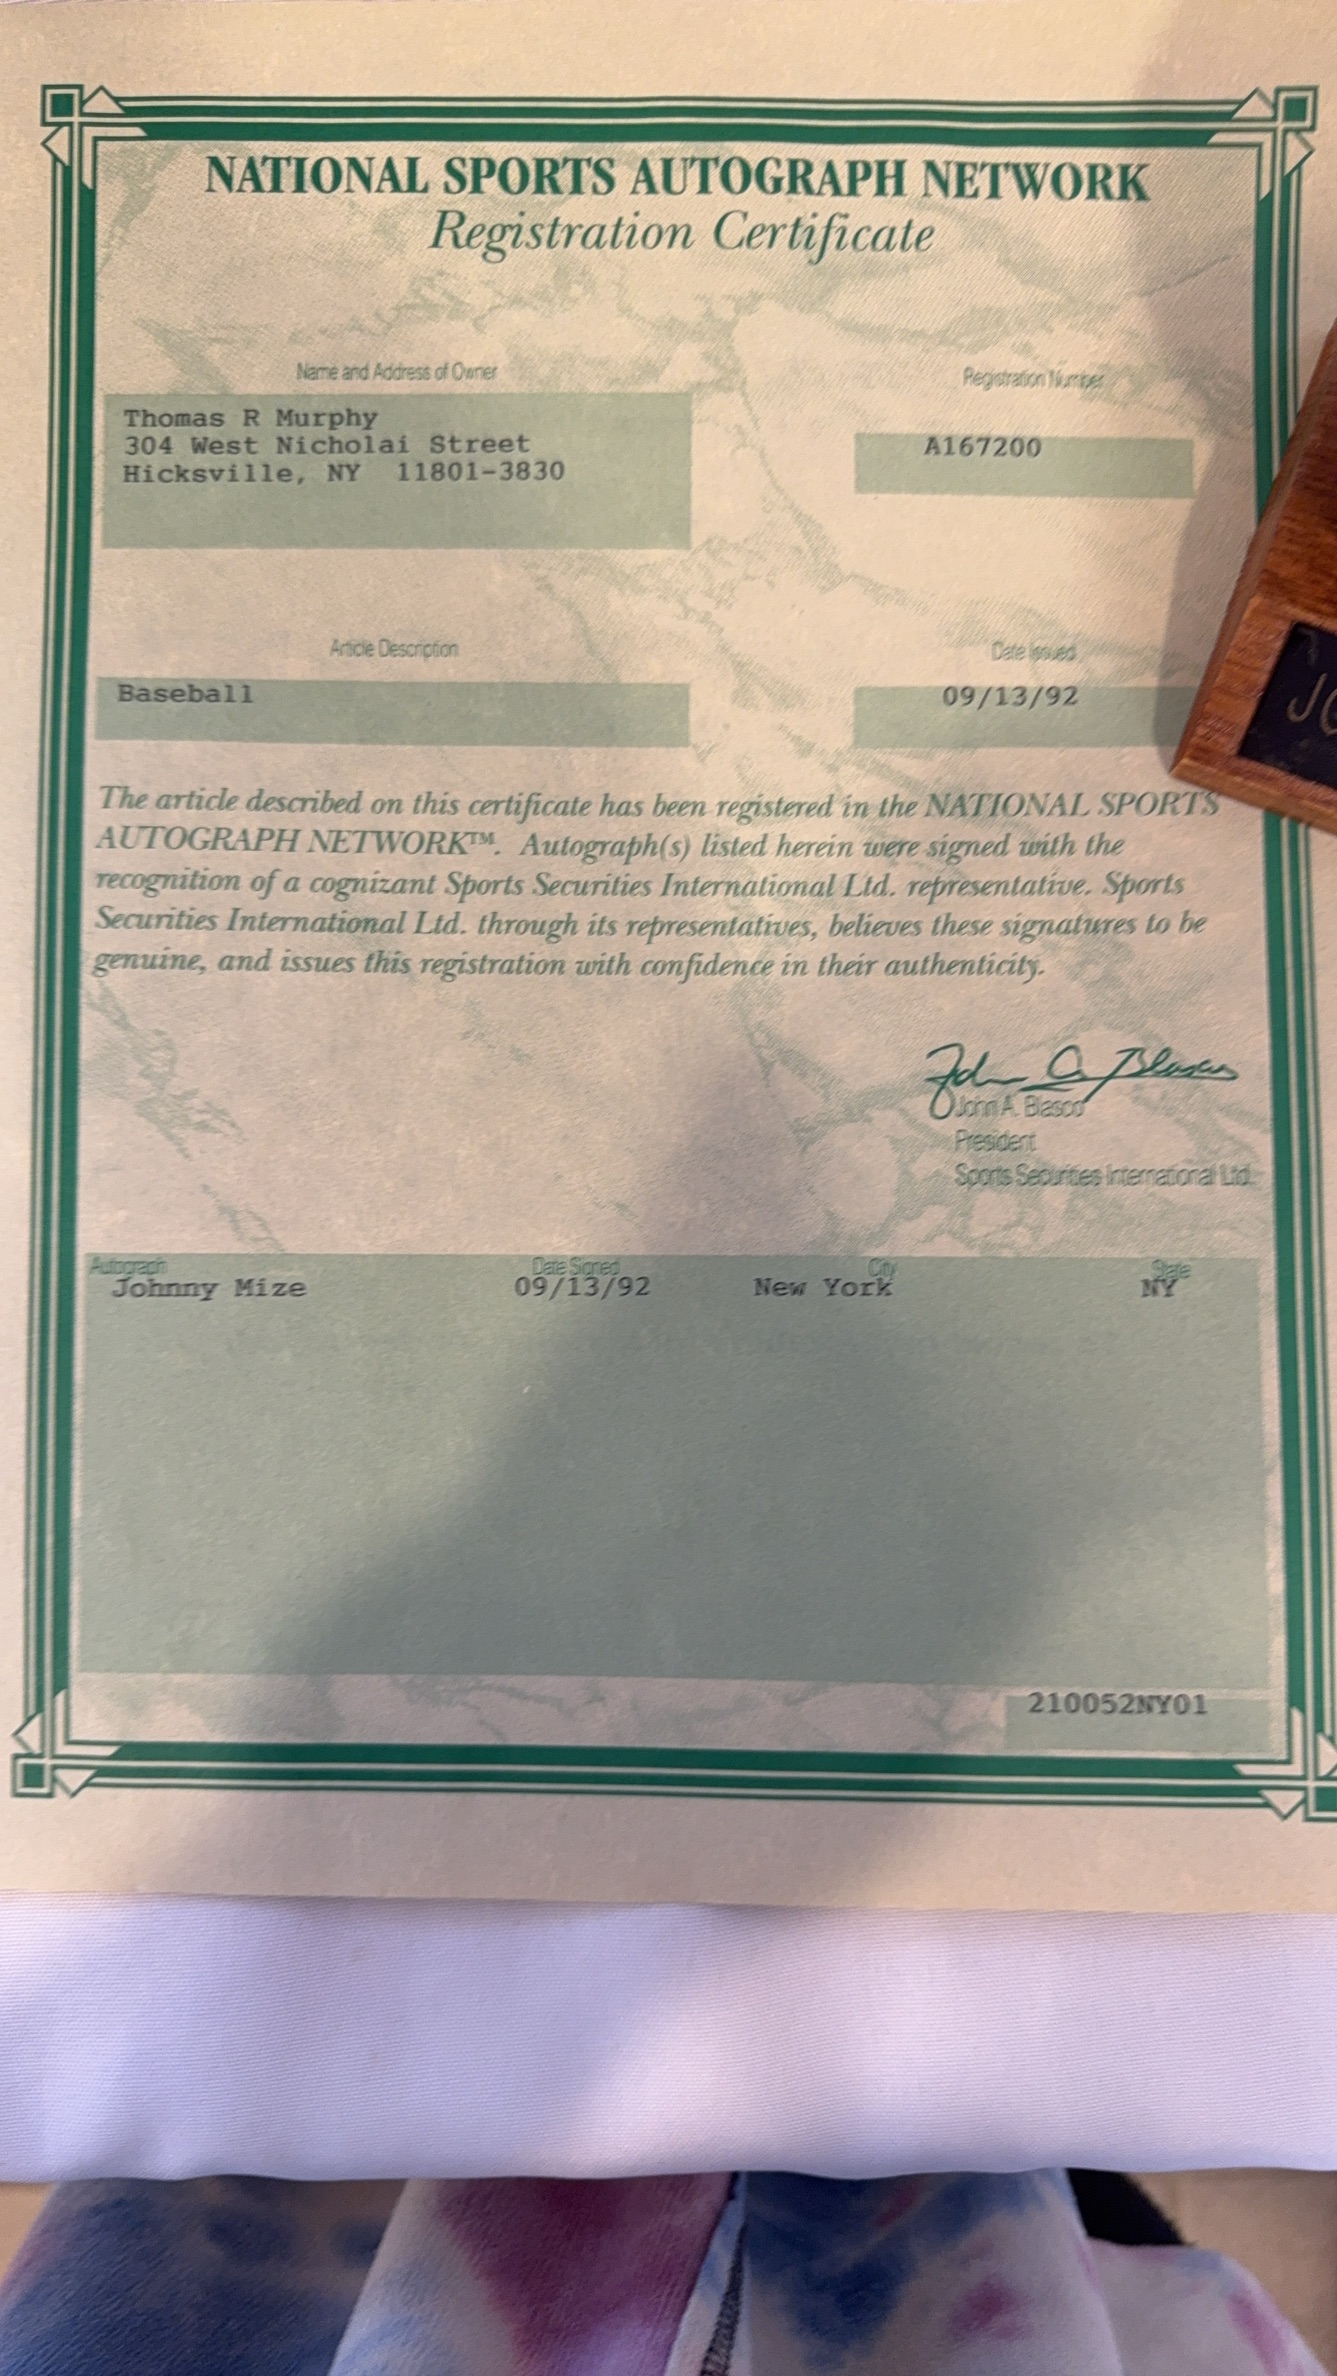 NATIONAL SPORTS AUTOGRAPH NETWORK
Registration Certificate
Name and Address of Owner
Thomas R Murphy
304 West Nicholai Street
Hicksville, NY 11801-3830
Registration Number
A167200
Article Description
Baseball
Date Issued
09/13/92
The article described on this certificate has been registered in the NATIONAL SPORTS
AUTOGRAPH NETWORK™. Autograph(s) listed herein were signed with the
recognition of a cognizant Sports Securities International Ltd. representative. Sports
Securities International Ltd. through its representatives, believes these signatures to be
genuine, and issues this registration with confidence in their authenticity.
John A. Blasco
John A. Blasco
President
Sports Securities International Ltd.
Autograph Date Signed City State
Johnny Mize 09/13/92 New York NY
210052NY01